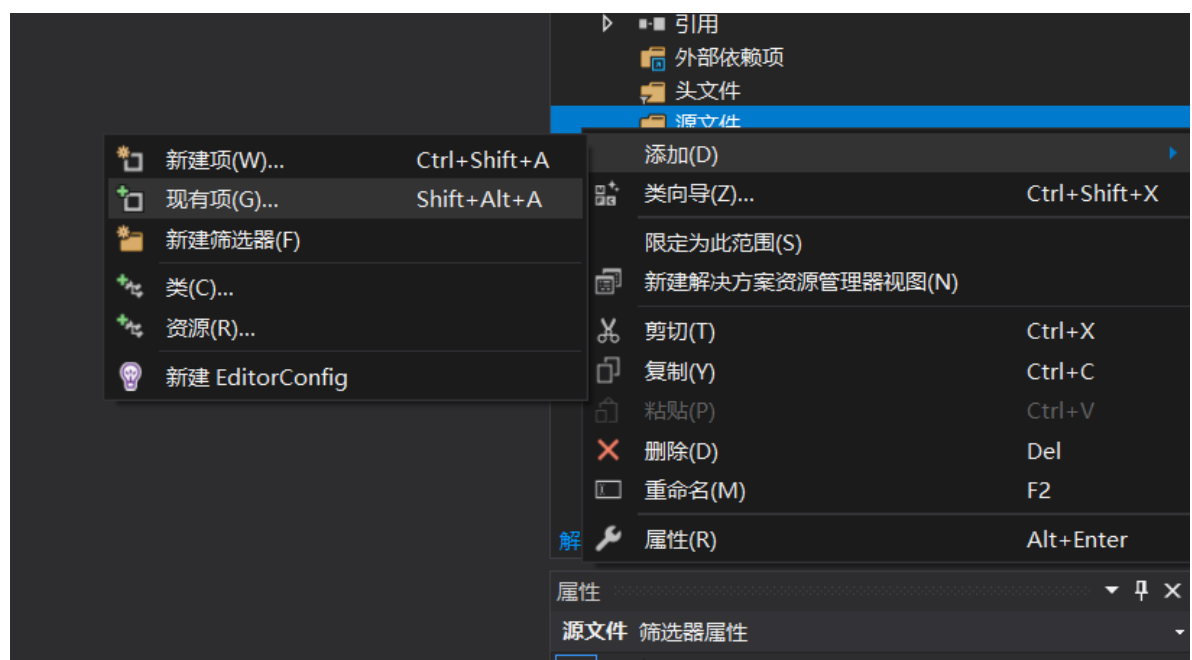 引用
外部依赖项
头文件
源文件
新建项(W)... Ctrl+Shift+A
现有项(G)... Shift+Alt+A
新建筛选器(F)
类(C)...
资源(R)...
新建 EditorConfig
添加(D)
类向导(Z)... Ctrl+Shift+X
限定为此范围(S)
新建解决方案资源管理器视图(N)
剪切(T) Ctrl+X
复制(Y) Ctrl+C
粘贴(P) Ctrl+V
删除(D) Del
重命名(M) F2
属性(R) Alt+Enter
解
属性
源文件 筛选器属性